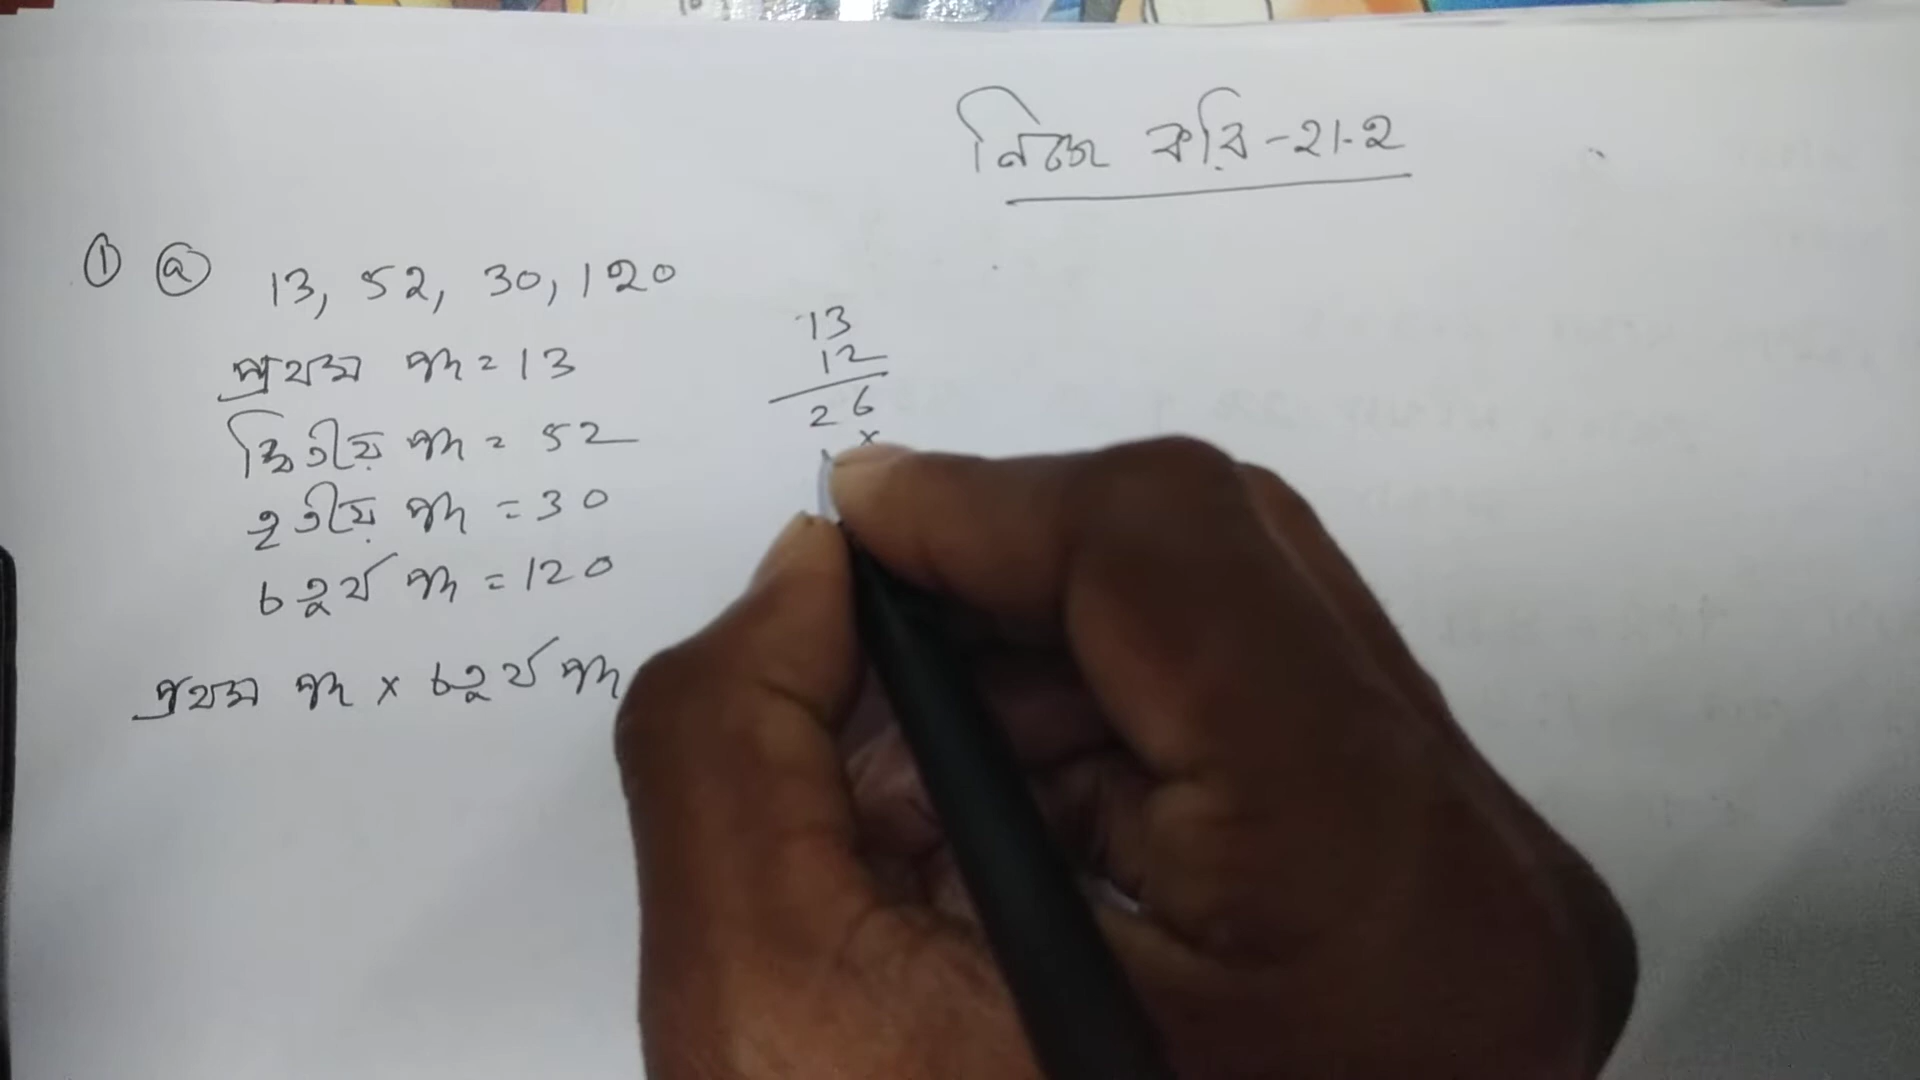 নিজে করি - 21.2
① ⓐ 13, 52, 30, 120
প্রথম পদ = 13
দ্বিতীয় পদ = 52
তৃতীয় পদ = 30
চতুর্থ পদ = 120
প্রথম পদ × চতুর্থ পদ
13
12
26
×